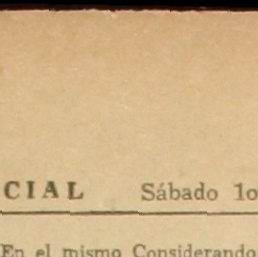 CIAL Sábado 1o
En el mismo Considerando